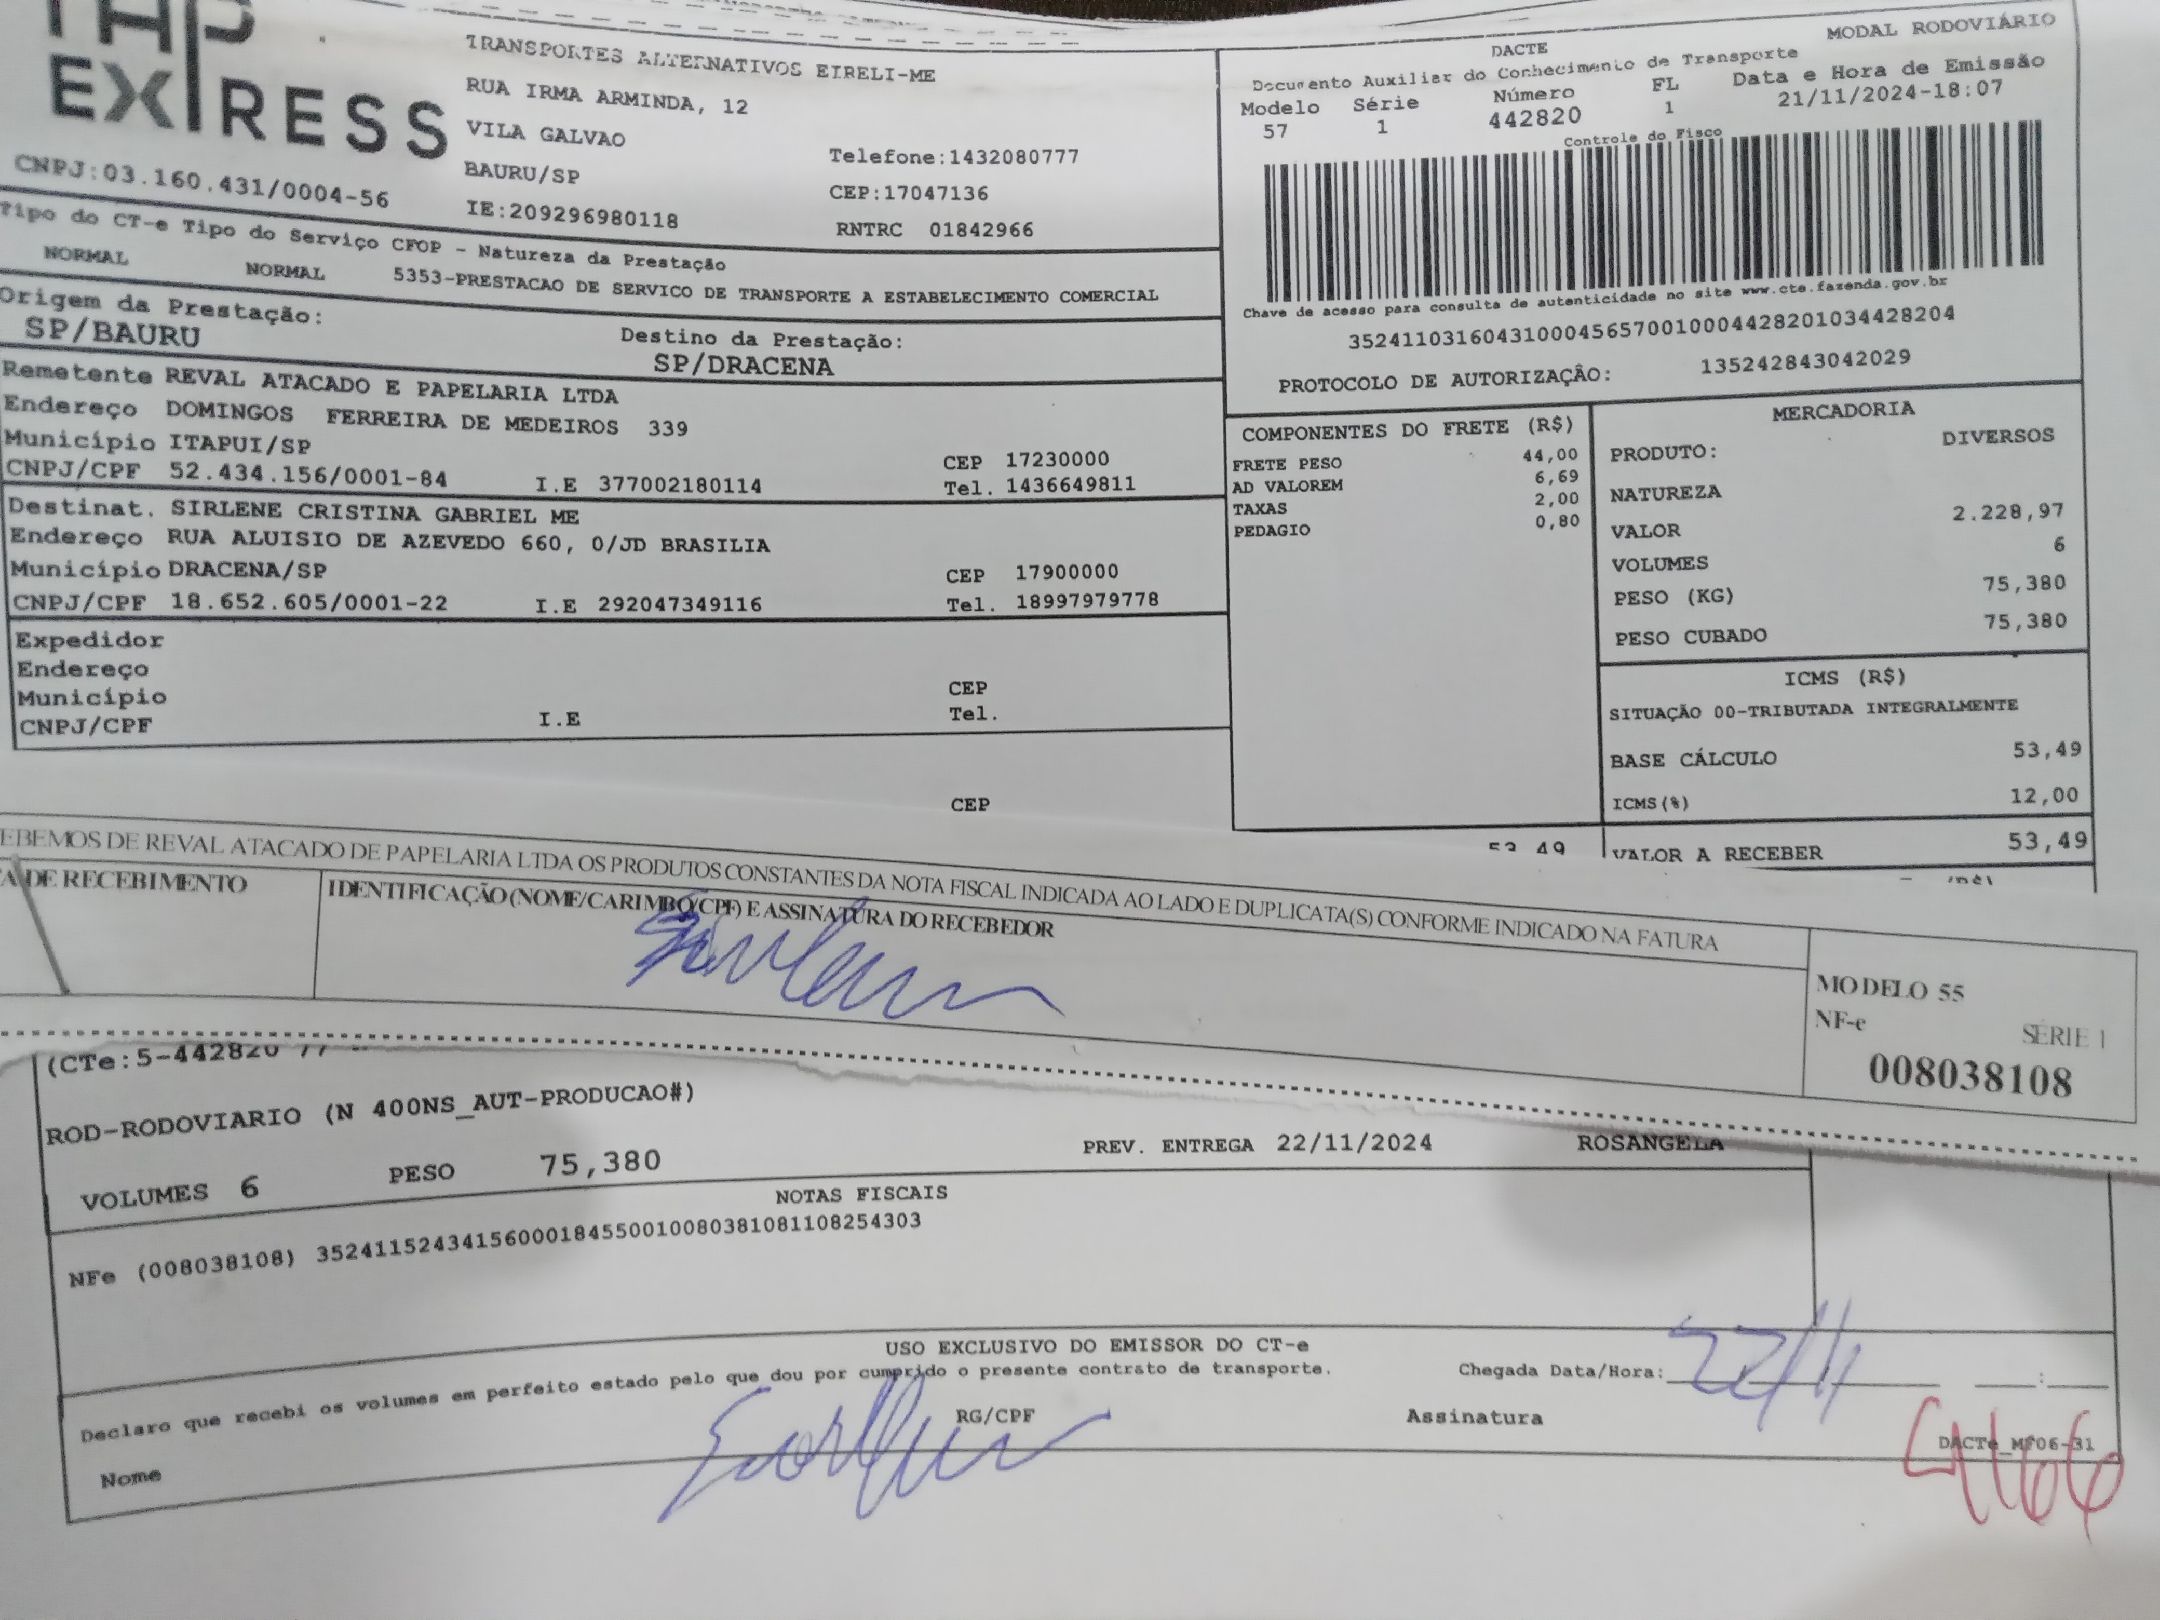 EXPRESS
CNPJ:03.160.431/0004-56
TRANSPORTES ALTERNATIVOS EIRELI-ME
RUA IRMA ARMINDA, 12
VILA GALVAO
BAURU/SP
IE:209296980118
Telefone:1432080777
CEP:17047136
RNTRC 01842966
MODAL RODOVIÁRIO
DACTE
Documento Auxiliar do Conhecimento de Transporte
Modelo Série Número FL Data e Hora de Emissão
57 1 442820 1 21/11/2024-18:07
Controle do Fisco
Chave de acesso para consulta de autenticidade no site www.cte.fazenda.gov.br
35241103160431000456570010004428201034428204
PROTOCOLO DE AUTORIZAÇÃO: 135242843042029
Tipo do CT-e Tipo do Serviço CFOP - Natureza da Prestação
NORMAL NORMAL 5353-PRESTACAO DE SERVICO DE TRANSPORTE A ESTABELECIMENTO COMERCIAL
Origem da Prestação: Destino da Prestação:
SP/BAURU SP/DRACENA
Remetente REVAL ATACADO E PAPELARIA LTDA
Endereço DOMINGOS FERREIRA DE MEDEIROS 339
Município ITAPUI/SP CEP 17230000
CNPJ/CPF 52.434.156/0001-84 I.E 377002180114 Tel. 1436649811
Destinat. SIRLENE CRISTINA GABRIEL ME
Endereço RUA ALUISIO DE AZEVEDO 660, 0/JD BRASILIA
Município DRACENA/SP CEP 17900000
CNPJ/CPF 18.652.605/0001-22 I.E 292047349116 Tel. 18997979778
Expedidor
Endereço
Município CEP
CNPJ/CPF I.E Tel.
CEP
COMPONENTES DO FRETE (R$)
FRETE PESO 44,00
AD VALOREM 6,69
TAXAS 2,00
PEDAGIO 0,80
53,49
MERCADORIA
PRODUTO: DIVERSOS
NATUREZA
VALOR 2.228,97
VOLUMES 6
PESO (KG) 75,380
PESO CUBADO 75,380
ICMS (R$)
SITUAÇÃO 00-TRIBUTADA INTEGRALMENTE
BASE CÁLCULO 53,49
ICMS(%) 12,00
VALOR A RECEBER 53,49
EBEMOS DE REVAL ATACADO DE PAPELARIA LTDA OS PRODUTOS CONSTANTES DA NOTA FISCAL INDICADA AO LADO E DUPLICATA(S) CONFORME INDICADO NA FATURA
A DE RECEBIMENTO IDENTIFICAÇÃO (NOME/CARIMBO/CPF) E ASSINATURA DO RECEBEDOR
MODELO 55
NF-e SÉRIE 1
008038108
(CTe:5-442820
ROD-RODOVIARIO (N 400NS_AUT-PRODUCAO#)
VOLUMES 6 PESO 75,380 PREV. ENTREGA 22/11/2024 ROSANGELA
NOTAS FISCAIS
NFe (008038108) 35241152434156000184550010080381081108254303
USO EXCLUSIVO DO EMISSOR DO CT-e
Declaro que recebi os volumes em perfeito estado pelo que dou por cumprido o presente contrato de transporte. Chegada Data/Hora: 22/11 __:__
Nome RG/CPF Assinatura
DACTe_MF06-31